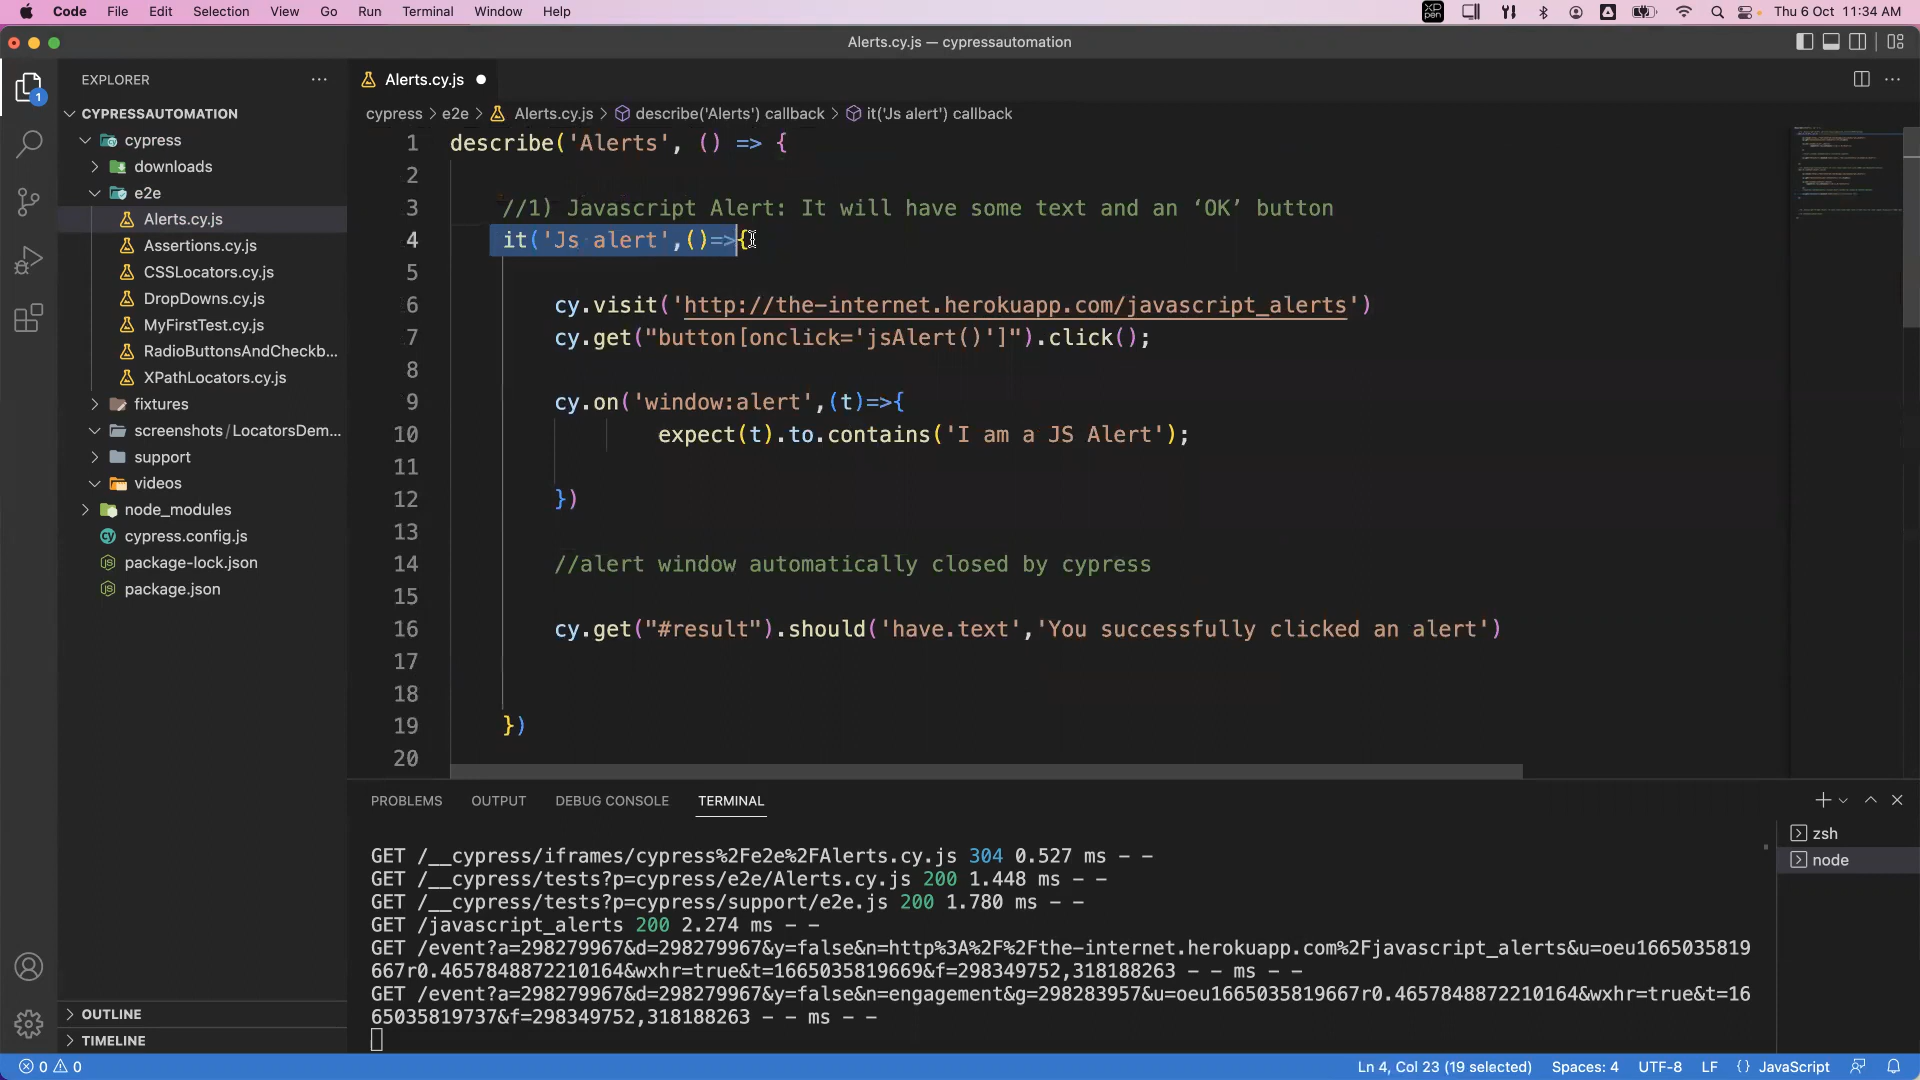 Code File Edit Selection View Go Run Terminal Window Help XP PEN Thu 6 Oct 11:34 AM
Alerts.cy.js — cypressautomation
EXPLORER
1
CYPRESSAUTOMATION
cypress
downloads
e2e
Alerts.cy.js
Assertions.cy.js
CSSLocators.cy.js
DropDowns.cy.js
MyFirstTest.cy.js
RadioButtonsAndCheckb...
XPathLocators.cy.js
fixtures
screenshots/LocatorsDem...
support
videos
node_modules
cypress.config.js
package-lock.json
package.json
OUTLINE
TIMELINE
Alerts.cy.js
cypress > e2e > Alerts.cy.js > describe('Alerts') callback > it('Js alert') callback
1 describe('Alerts', () => {
2
3 //1) Javascript Alert: It will have some text and an ‘OK’ button
4 it('Js alert',()=>{
5
6 cy.visit('http://the-internet.herokuapp.com/javascript_alerts')
7 cy.get("button[onclick='jsAlert()']").click();
8
9 cy.on('window:alert',(t)=>{
10 expect(t).to.contains('I am a JS Alert');
11
12 })
13
14 //alert window automatically closed by cypress
15
16 cy.get("#result").should('have.text','You successfully clicked an alert')
17
18
19 })
20
PROBLEMS OUTPUT DEBUG CONSOLE TERMINAL
GET /__cypress/iframes/cypress%2Fe2e%2FAlerts.cy.js 304 0.527 ms - -
GET /__cypress/tests?p=cypress/e2e/Alerts.cy.js 200 1.448 ms - -
GET /__cypress/tests?p=cypress/support/e2e.js 200 1.780 ms - -
GET /javascript_alerts 200 2.274 ms - -
GET /event?a=298279967&d=298279967&y=false&n=http%3A%2F%2Fthe-internet.herokuapp.com%2Fjavascript_alerts&u=oeu1665035819
667r0.4657848872210164&wxhr=true&t=1665035819669&f=298349752,318188263 - - ms - -
GET /event?a=298279967&d=298279967&y=false&n=engagement&g=298283957&u=oeu1665035819667r0.4657848872210164&wxhr=true&t=16
65035819737&f=298349752,318188263 - - ms - -
zsh
node
0 0 Ln 4, Col 23 (19 selected) Spaces: 4 UTF-8 LF {} JavaScript